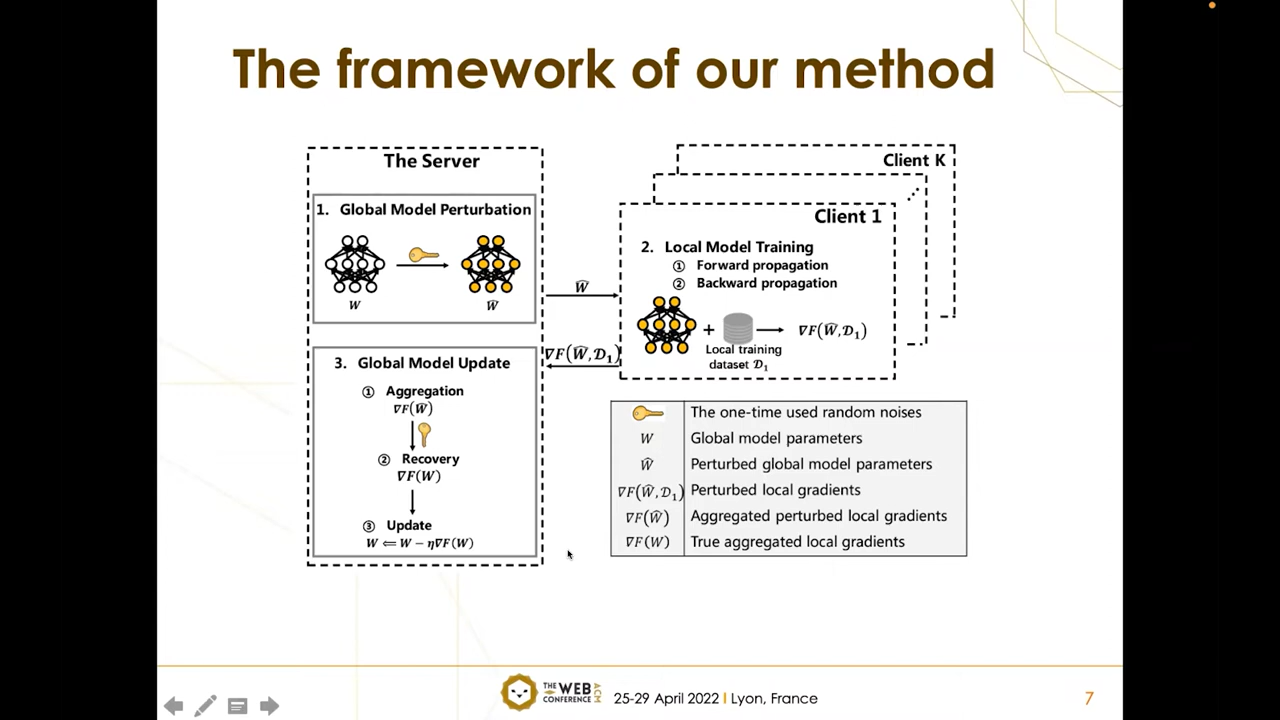 The framework of our method
The Server
1. Global Model Perturbation
W
Ŵ
Ŵ
∇F(Ŵ, 𝒟₁)
3. Global Model Update
① Aggregation
∇F(Ŵ)
② Recovery
∇F(W)
③ Update
W ⇐ W − η∇F(W)
Client K
Client 1
2. Local Model Training
① Forward propagation
② Backward propagation
+
∇F(Ŵ, 𝒟₁)
Local training
dataset 𝒟₁
The one-time used random noises
W Global model parameters
Ŵ Perturbed global model parameters
∇F(Ŵ, 𝒟₁) Perturbed local gradients
∇F(Ŵ) Aggregated perturbed local gradients
∇F(W) True aggregated local gradients
THE WEB
CONFERENCE
ACM
25-29 April 2022 I Lyon, France
7